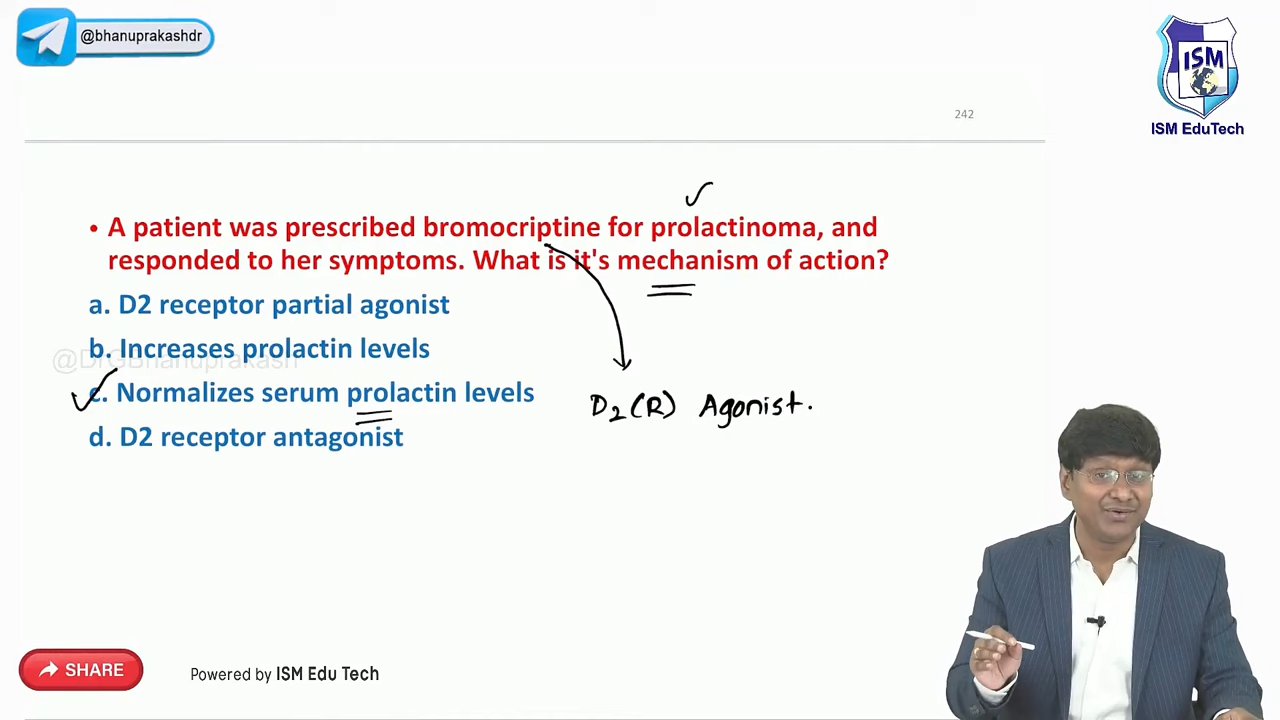 @bhanuprakashdr
ISM
ISM EduTech
242
• A patient was prescribed bromocriptine for prolactinoma, and
responded to her symptoms. What is it's mechanism of action?
a. D2 receptor partial agonist
b. Increases prolactin levels
@DrGBhanuprakash
c. Normalizes serum prolactin levels
D2(R) Agonist.
d. D2 receptor antagonist
SHARE
Powered by ISM Edu Tech